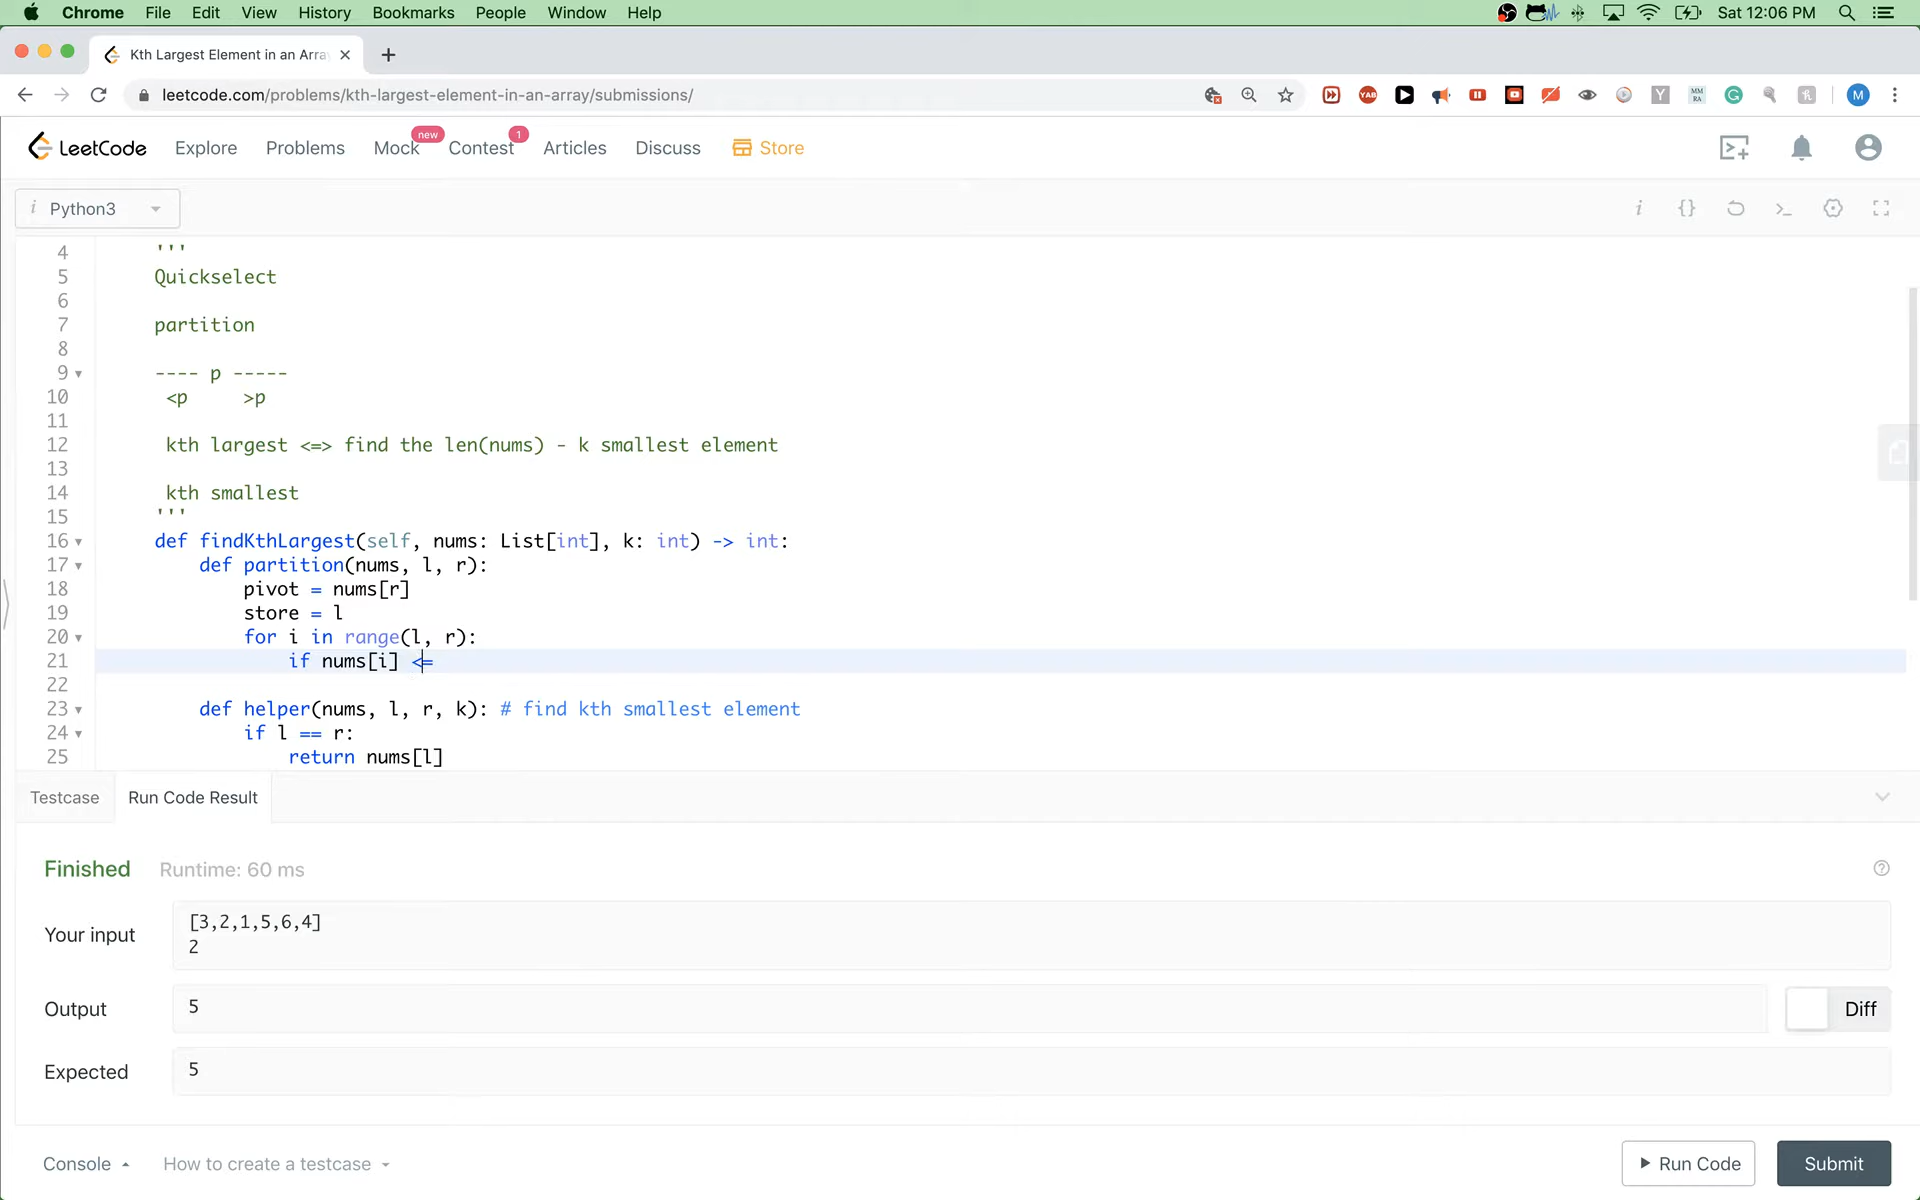 Chrome File Edit View History Bookmarks People Window Help Sat 12:06 PM
Kth Largest Element in an Arra
leetcode.com/problems/kth-largest-element-in-an-array/submissions/
YAB
Y
MM RA
G
M
LeetCode Explore Problems Mock new Contest 1 Articles Discuss Store
i Python3
4 '''
5 Quickselect
6
7 partition
8
9 ---- p -----
10 <p >p
11
12 kth largest <=> find the len(nums) - k smallest element
13
14 kth smallest
15 '''
16 def findKthLargest(self, nums: List[int], k: int) -> int:
17 def partition(nums, l, r):
18 pivot = nums[r]
19 store = l
20 for i in range(l, r):
21 if nums[i] <=
22
23 def helper(nums, l, r, k): # find kth smallest element
24 if l == r:
25 return nums[l]
Testcase Run Code Result
Finished Runtime: 60 ms
Your input
[3,2,1,5,6,4]
2
Output 5 Diff
Expected 5
Console How to create a testcase Run Code Submit